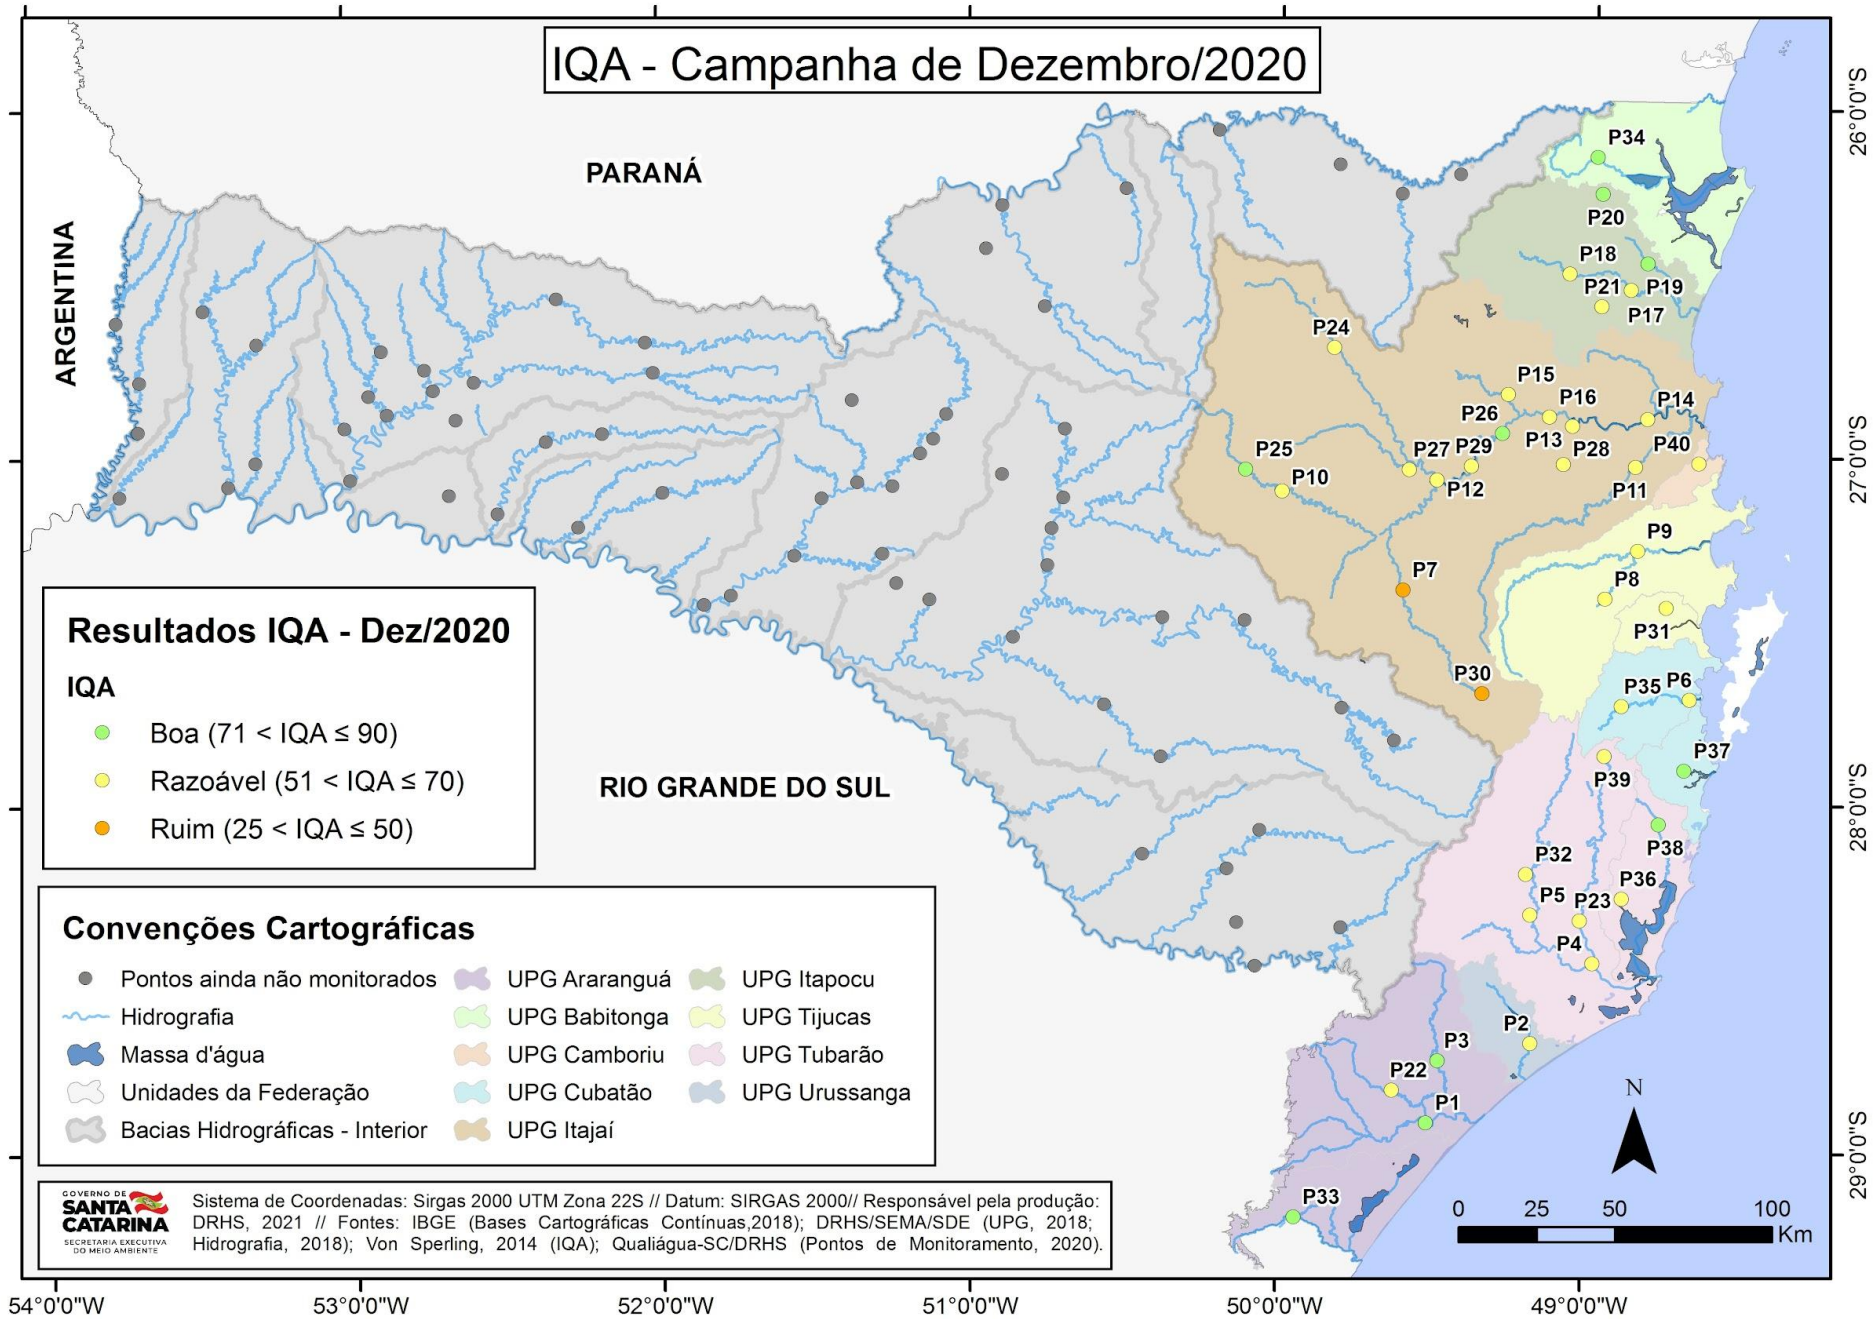 IQA - Campanha de Dezembro/2020
PARANÁ
ARGENTINA
RIO GRANDE DO SUL
26°0'0"S
27°0'0"S
28°0'0"S
29°0'0"S
P34
P20
P18
P21
P19
P17
P24
P15
P16
P14
P26
P13
P28
P40
P25
P10
P27
P29
P12
P11
P9
P8
P7
P31
P30
P35
P6
P37
P39
P38
P32
P36
P5
P23
P4
P2
P3
P22
P1
P33
Resultados IQA - Dez/2020
IQA
Boa (71 < IQA ≤ 90)
Razoável (51 < IQA ≤ 70)
Ruim (25 < IQA ≤ 50)
Convenções Cartográficas
Pontos ainda não monitorados
Hidrografia
Massa d'água
Unidades da Federação
Bacias Hidrográficas - Interior
UPG Araranguá
UPG Babitonga
UPG Camboriu
UPG Cubatão
UPG Itajaí
UPG Itapocu
UPG Tijucas
UPG Tubarão
UPG Urussanga
N
0 25 50 100
Km
GOVERNO DE
SANTA
CATARINA
SECRETARIA EXECUTIVA
DO MEIO AMBIENTE
Sistema de Coordenadas: Sirgas 2000 UTM Zona 22S // Datum: SIRGAS 2000// Responsável pela produção:
DRHS, 2021 // Fontes: IBGE (Bases Cartográficas Contínuas,2018); DRHS/SEMA/SDE (UPG, 2018;
Hidrografia, 2018); Von Sperling, 2014 (IQA); Qualiágua-SC/DRHS (Pontos de Monitoramento, 2020).
54°0'0"W 53°0'0"W 52°0'0"W 51°0'0"W 50°0'0"W 49°0'0"W